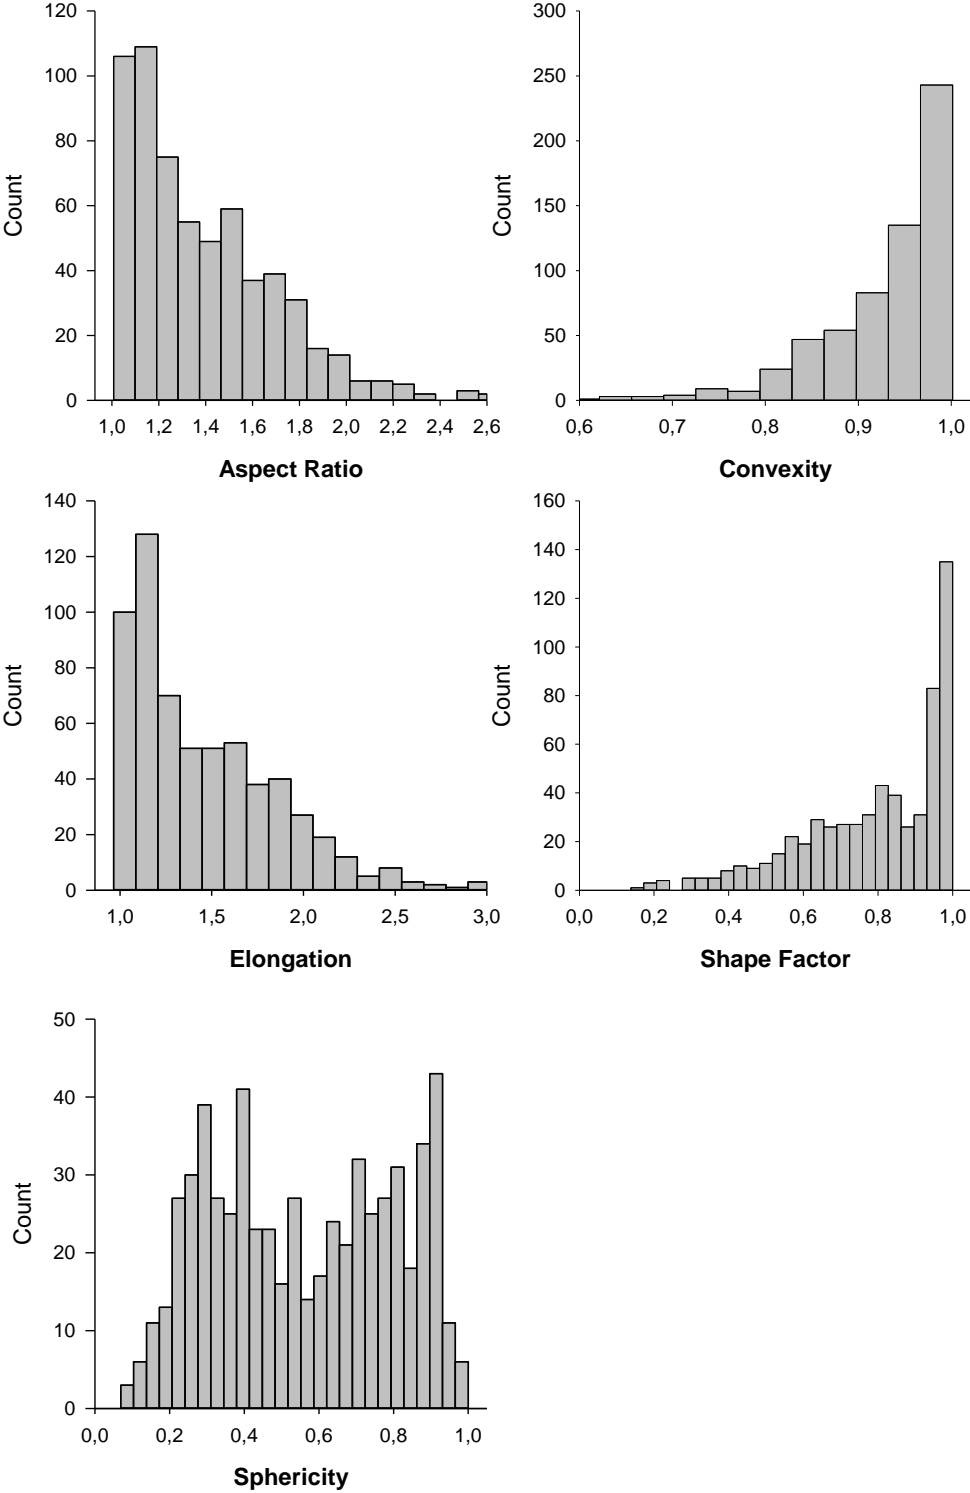 120
100
80
60
40
20
0
Count
1,0 1,2 1,4 1,6 1,8 2,0 2,2 2,4 2,6
Aspect Ratio
300
250
200
150
100
50
0
Count
0,6 0,7 0,8 0,9 1,0
Convexity
140
120
100
80
60
40
20
0
Count
1,0 1,5 2,0 2,5 3,0
Elongation
160
140
120
100
80
60
40
20
0
Count
0,0 0,2 0,4 0,6 0,8 1,0
Shape Factor
50
40
30
20
10
0
Count
0,0 0,2 0,4 0,6 0,8 1,0
Sphericity